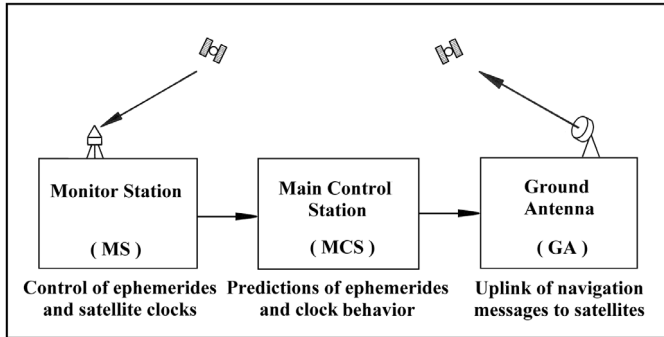 Monitor Station
( MS )
Main Control
Station
( MCS )
Ground
Antenna
( GA )
Control of ephemerides
and satellite clocks
Predictions of ephemerides
and clock behavior
Uplink of navigation
messages to satellites